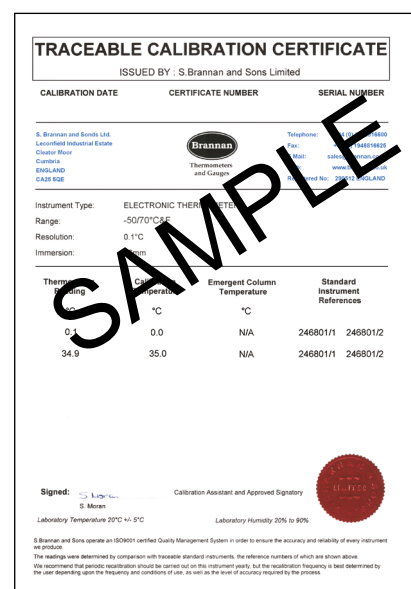 TRACEABLE CALIBRATION CERTIFICATE
ISSUED BY : S.Brannan and Sons Limited
CALIBRATION DATE CERTIFICATE NUMBER SERIAL NUMBER
S. Brannan and Sonds Ltd.
Leconfield Industrial Estate
Cleator Moor
Cumbria
ENGLAND
CA25 5QE
Brannan
Thermometers
and Gauges
Telephone:
Fax: 1946816625
Mail:
ENGLAND
Instrument Type: ELECTRONIC
Range: -50/70°C&F
Resolution: 0.1°C
Immersion:
Emergent Column
Temperature
Standard
Instrument
References
°C °C
0.1 0.0 N/A 246801/1 246801/2
34.9 35.0 N/A 246801/1 246801/2
SAMPLE
Signed: S. Moran Calibration Assistant and Approved Signatory
S. Moran
Laboratory Temperature 20°C +/- 5°C Laboratory Humidity 20% to 90%
LIMITED
S.Brannan and Sons operate an ISO9001 certified Quality Management System in order to ensure the accuracy and reliability of every instrument
we produce.
The readings were determined by comparison with traceable standard instruments. the reference numbers of which are shown above.
We recommend that periodic recalibration should be carried out on this instrument yearly, but the recalibration frequency is best determined by
the user depending upon the frequency and conditions of use, as well as the level of accuracy required by the process.